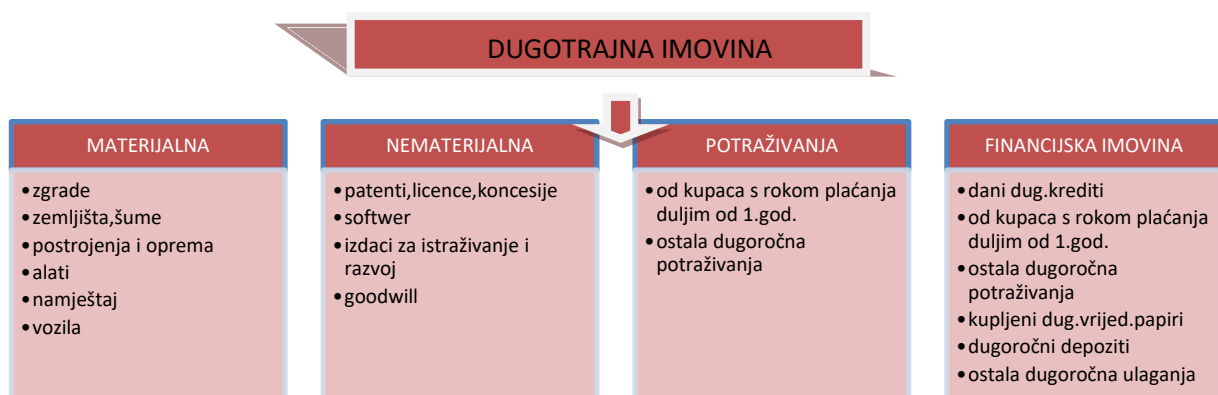 DUGOTRAJNA IMOVINA
MATERIJALNA
•zgrade
•zemljišta,šume
•postrojenja i oprema
•alati
•namještaj
•vozila
NEMATERIJALNA
•patenti,licence,koncesije
•softwer
•izdaci za istraživanje i
razvoj
•goodwill
POTRAŽIVANJA
•od kupaca s rokom plaćanja
duljim od 1.god.
•ostala dugoročna
potraživanja
FINANCIJSKA IMOVINA
•dani dug.krediti
•od kupaca s rokom plaćanja
duljim od 1.god.
•ostala dugoročna
potraživanja
•kupljeni dug.vrijed.papiri
•dugoročni depoziti
•ostala dugoročna ulaganja